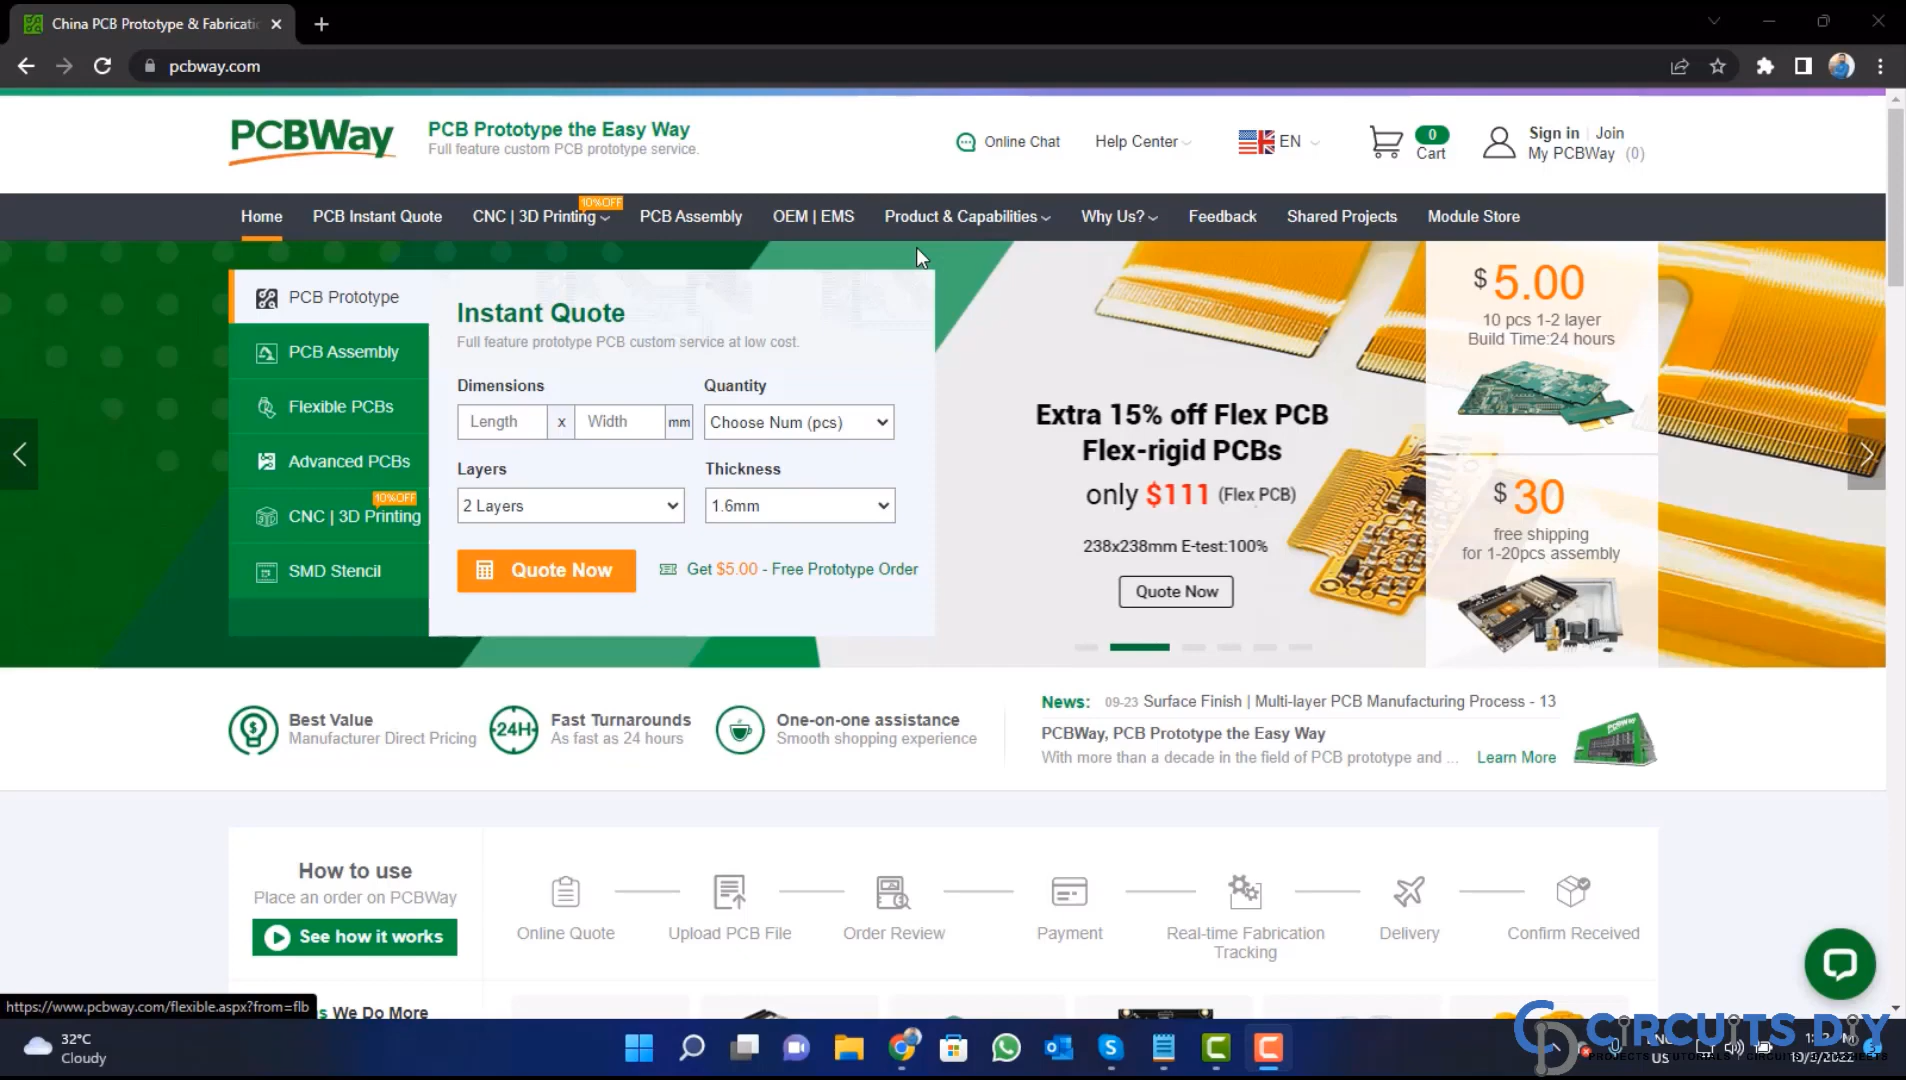 China PCB Prototype & Fabricati
pcbway.com
PCBWay
PCB Prototype the Easy Way
Full feature custom PCB prototype service.
Online Chat
Help Center
EN
0
Cart
Sign in | Join
My PCBWay (0)
Home
PCB Instant Quote
CNC | 3D Printing
10%OFF
PCB Assembly
OEM | EMS
Product & Capabilities
Why Us?
Feedback
Shared Projects
Module Store
PCB Prototype
PCB Assembly
Flexible PCBs
Advanced PCBs
10%OFF
CNC | 3D Printing
SMD Stencil
Instant Quote
Full feature prototype PCB custom service at low cost.
Dimensions
Quantity
Length
x
Width
mm
Choose Num (pcs)
Layers
Thickness
2 Layers
1.6mm
Quote Now
Get $5.00 - Free Prototype Order
Extra 15% off Flex PCB
Flex-rigid PCBs
only $111 (Flex PCB)
238x238mm E-test:100%
Quote Now
$ 5.00
10 pcs 1-2 layer
Build Time:24 hours
$ 30
free shipping
for 1-20pcs assembly
Best Value
Manufacturer Direct Pricing
24H
Fast Turnarounds
As fast as 24 hours
One-on-one assistance
Smooth shopping experience
News:
09-23 Surface Finish | Multi-layer PCB Manufacturing Process - 13
PCBWay, PCB Prototype the Easy Way
With more than a decade in the field of PCB prototype and ...
Learn More
How to use
Place an order on PCBWay
See how it works
Online Quote
Upload PCB File
Order Review
Payment
Real-time Fabrication
Tracking
Delivery
Confirm Received
https://www.pcbway.com/flexible.aspx?from=flb
s We Do More
32°C
Cloudy
US
CIRCUITS DIY